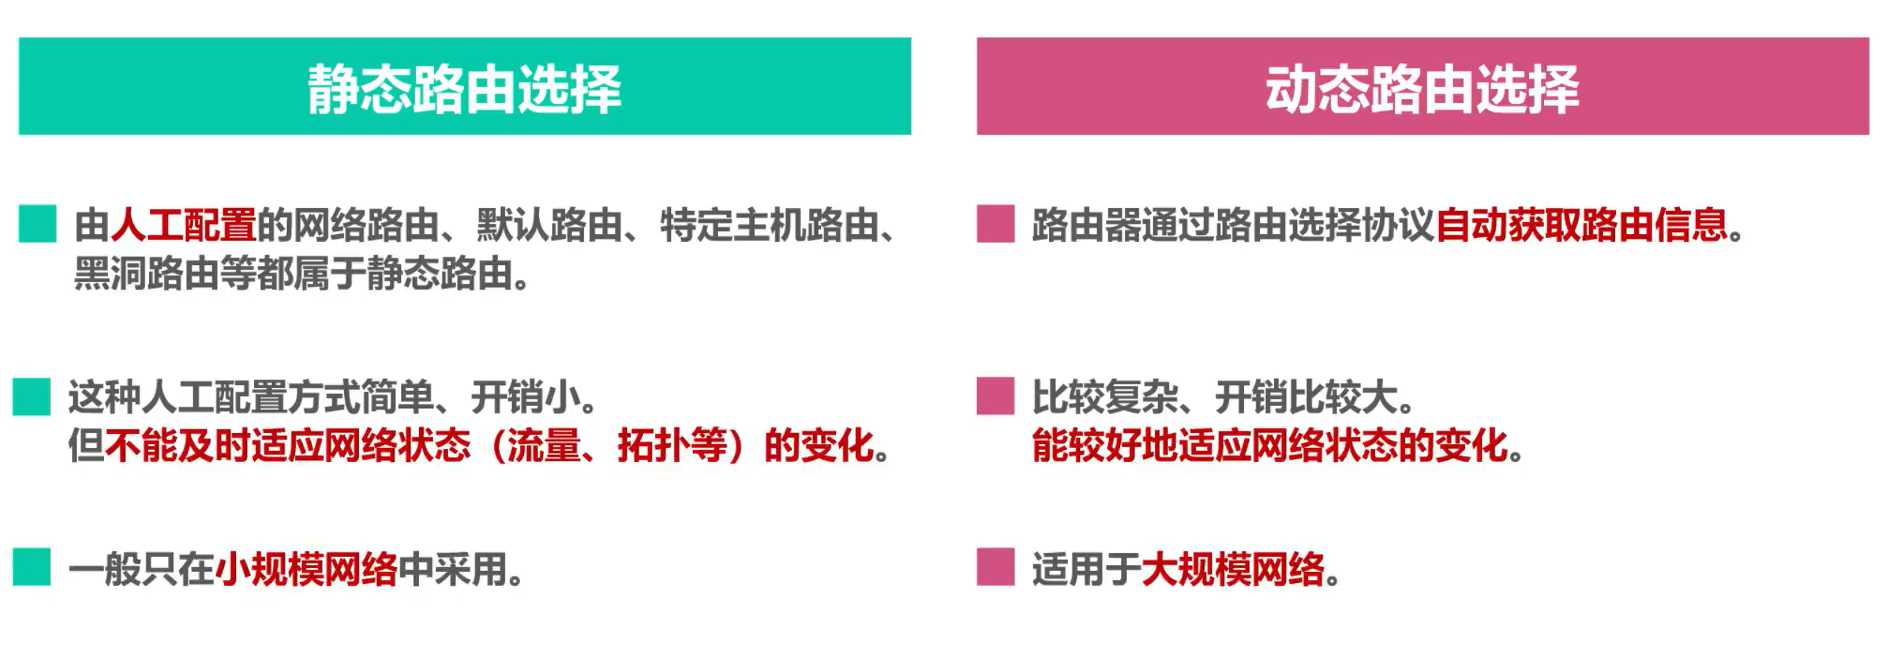 静态路由选择
由人工配置的网络路由、默认路由、特定主机路由、
黑洞路由等都属于静态路由。
这种人工配置方式简单、开销小。
但不能及时适应网络状态（流量、拓扑等）的变化。
一般只在小规模网络中采用。
动态路由选择
路由器通过路由选择协议自动获取路由信息。
比较复杂、开销比较大。
能较好地适应网络状态的变化。
适用于大规模网络。